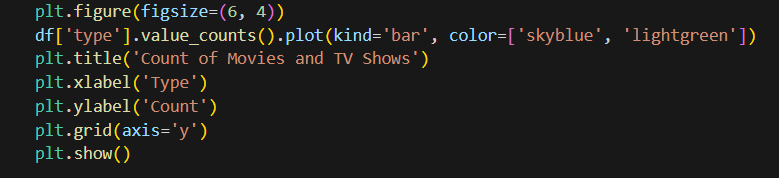 plt.figure(figsize=(6, 4))
df['type'].value_counts().plot(kind='bar', color=['skyblue', 'lightgreen'])
plt.title('Count of Movies and TV Shows')
plt.xlabel('Type')
plt.ylabel('Count')
plt.grid(axis='y')
plt.show()